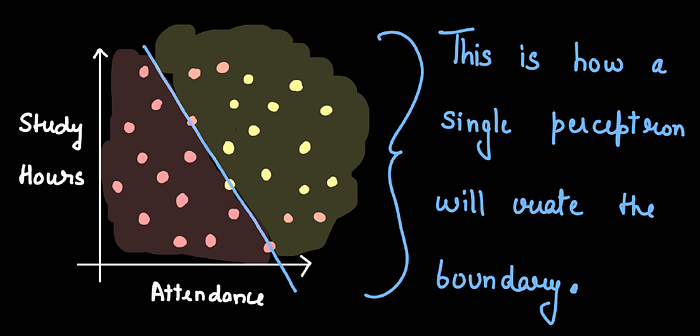 Study
Hours
Attendance
This is how a
single perceptron
will create the
boundary.